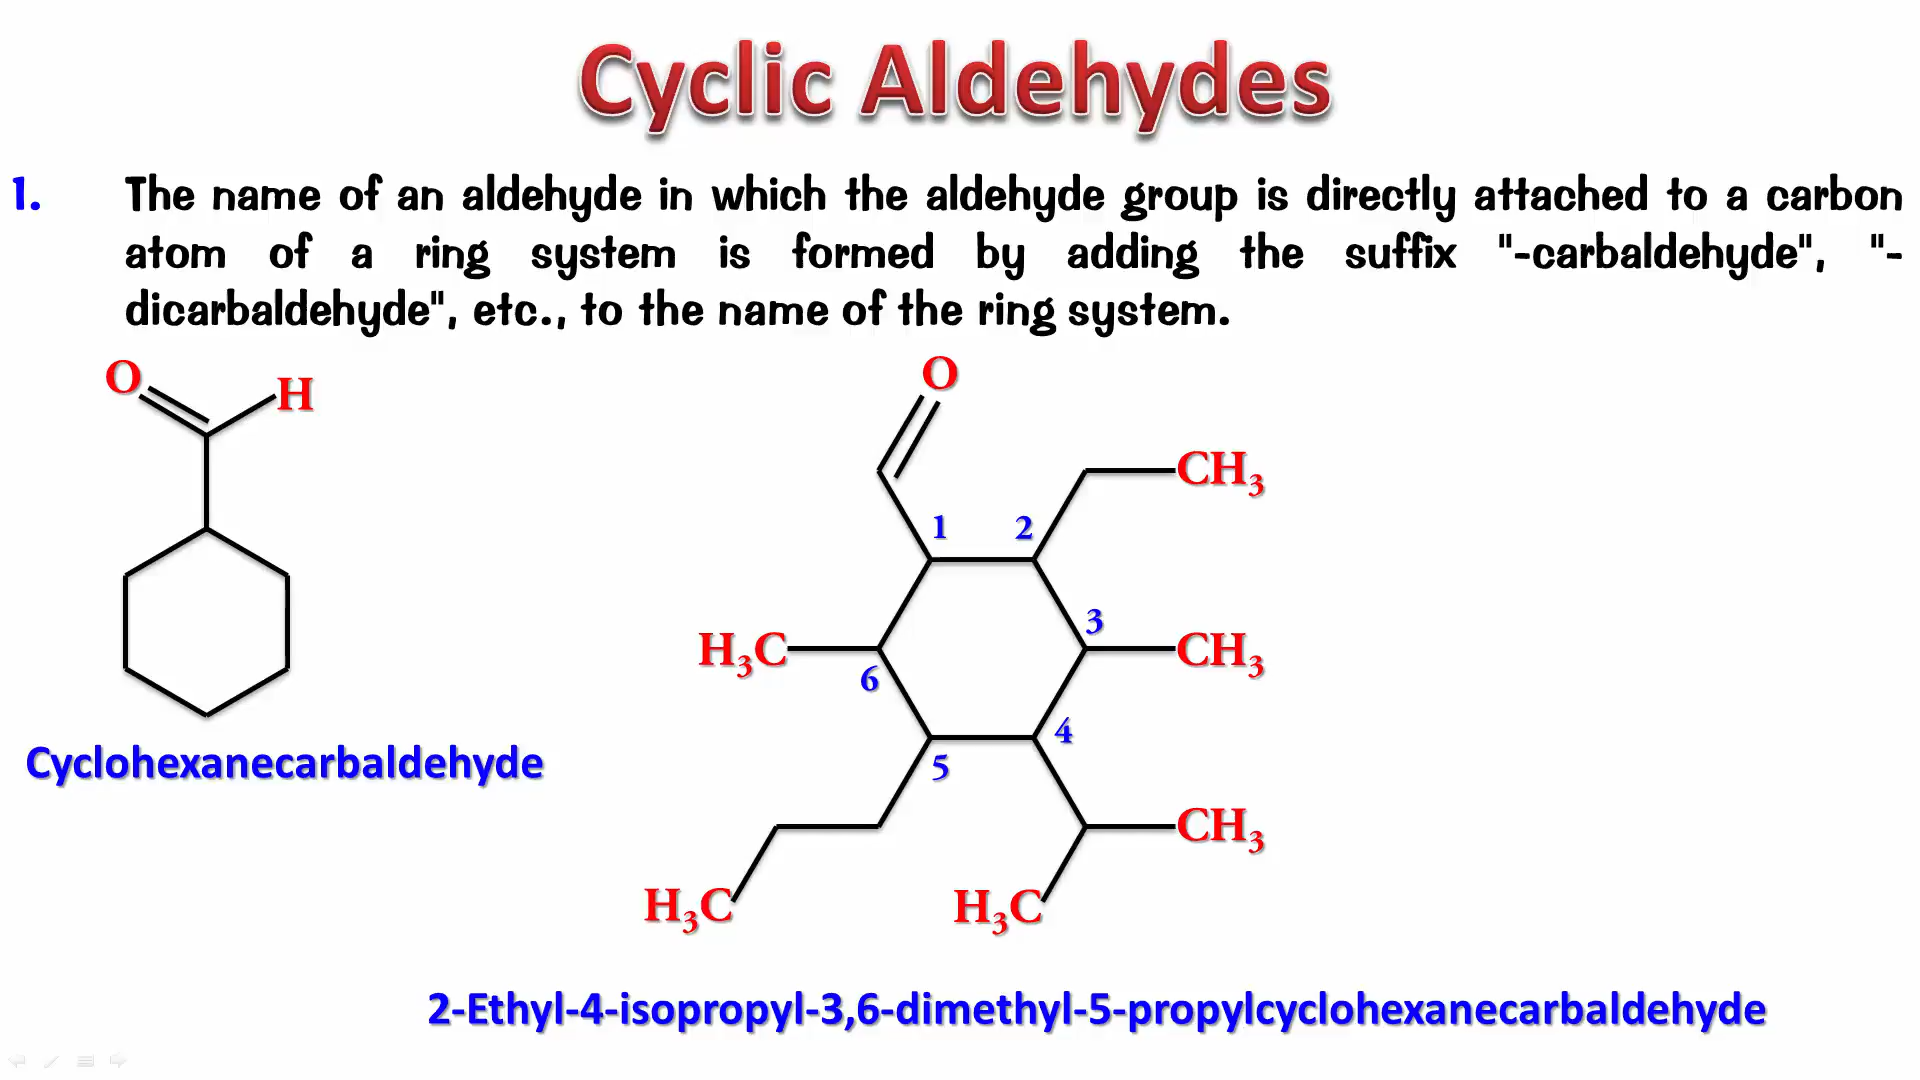 Cyclic Aldehydes
1. The name of an aldehyde in which the aldehyde group is directly attached to a carbon
atom of a ring system is formed by adding the suffix "-carbaldehyde", "-
dicarbaldehyde", etc., to the name of the ring system.
O
H
Cyclohexanecarbaldehyde
O
CH₃
1 2
3
H₃C CH₃
6
4
5
CH₃
H₃C H₃C
2-Ethyl-4-isopropyl-3,6-dimethyl-5-propylcyclohexanecarbaldehyde